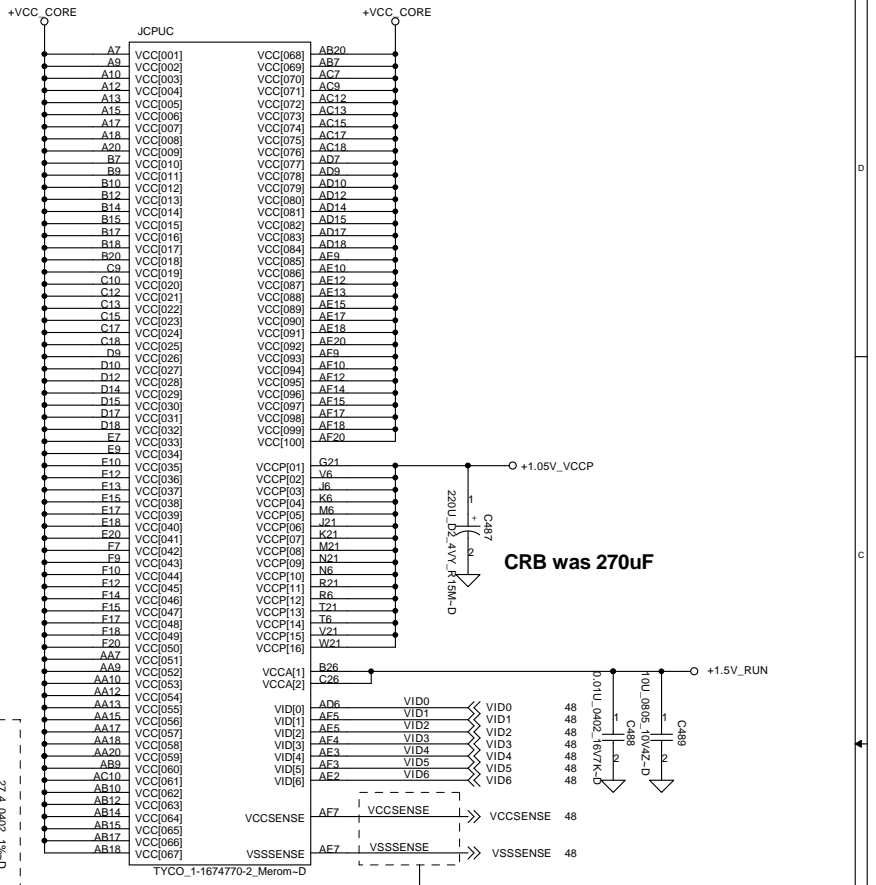 +VCC_CORE +VCC_CORE
JCPUC
A7 VCC[001] VCC[068] AB20
A9 VCC[002] VCC[069] AB7
A10 VCC[003] VCC[070] AC7
A12 VCC[004] VCC[071] AC9
A13 VCC[005] VCC[072] AC12
A15 VCC[006] VCC[073] AC13
A17 VCC[007] VCC[074] AC15
A18 VCC[008] VCC[075] AC17
A20 VCC[009] VCC[076] AC18
B7 VCC[010] VCC[077] AD7
B9 VCC[011] VCC[078] AD9
B10 VCC[012] VCC[079] AD10
B12 VCC[013] VCC[080] AD12
B14 VCC[014] VCC[081] AD14
B15 VCC[015] VCC[082] AD15
B17 VCC[016] VCC[083] AD17
B18 VCC[017] VCC[084] AD18
B20 VCC[018] VCC[085] AE9
C9 VCC[019] VCC[086] AE10
C10 VCC[020] VCC[087] AE12
C12 VCC[021] VCC[088] AE13
C13 VCC[022] VCC[089] AE15
C15 VCC[023] VCC[090] AE17
C17 VCC[024] VCC[091] AE18
C18 VCC[025] VCC[092] AE20
D9 VCC[026] VCC[093] AF9
D10 VCC[027] VCC[094] AF10
D12 VCC[028] VCC[095] AF12
D14 VCC[029] VCC[096] AF14
D15 VCC[030] VCC[097] AF15
D17 VCC[031] VCC[098] AF17
D18 VCC[032] VCC[099] AF18
E7 VCC[033] VCC[100] AF20
E9 VCC[034]
E10 VCC[035] VCCP[01] G21 +1.05V_VCCP
E12 VCC[036] VCCP[02] V6
E13 VCC[037] VCCP[03] J6
E15 VCC[038] VCCP[04] K6
E17 VCC[039] VCCP[05] M6
E18 VCC[040] VCCP[06] J21
E20 VCC[041] VCCP[07] K21
F7 VCC[042] VCCP[08] M21
F9 VCC[043] VCCP[09] N21
F10 VCC[044] VCCP[10] N6
F12 VCC[045] VCCP[11] R21
F14 VCC[046] VCCP[12] R6
F15 VCC[047] VCCP[13] T21
F17 VCC[048] VCCP[14] T6
F18 VCC[049] VCCP[15] V21
F20 VCC[050] VCCP[16] W21
AA7 VCC[051]
AA9 VCC[052] VCCA[1] B26 +1.5V_RUN
AA10 VCC[053] VCCA[2] C26
AA12 VCC[054]
AA13 VCC[055] VID[0] AD6 VID0 VID0 48
AA15 VCC[056] VID[1] AF5 VID1 VID1 48
AA17 VCC[057] VID[2] AE5 VID2 VID2 48
AA18 VCC[058] VID[3] AF4 VID3 VID3 48
AA20 VCC[059] VID[4] AE3 VID4 VID4 48
AB9 VCC[060] VID[5] AF3 VID5 VID5 48
AC10 VCC[061] VID[6] AE2 VID6 VID6 48
AB10 VCC[062]
AB12 VCC[063]
AB14 VCC[064] VCCSENSE AF7 VCCSENSE VCCSENSE 48
AB15 VCC[065]
AB17 VCC[066]
AB18 VCC[067] VSSSENSE AE7 VSSSENSE VSSSENSE 48
TYCO_1-1674770-2_Merom~D
220U_D2_4VY_R15M~D
1
+
C487
2
CRB was 270uF
0.01U_0402_16V7K~D
1
C488
2
10U_0805_10V4Z~D
1
C489
2
27.4_0402_1%~D
D
C